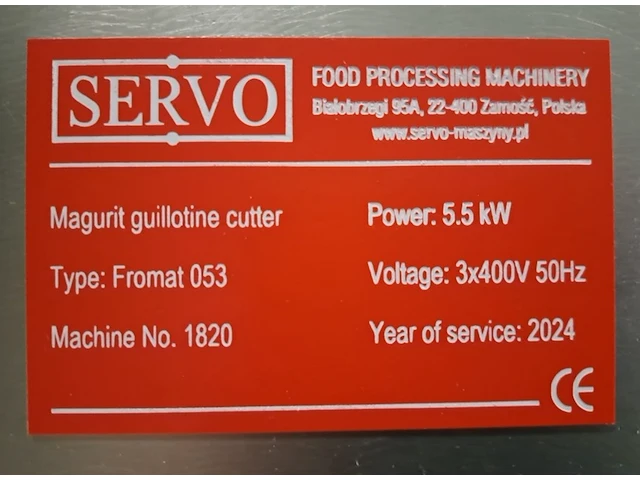 SERVO
FOOD PROCESSING MACHINERY
Białobrzegi 95A, 22-400 Zamość, Polska
www.servo-maszyny.pl
Magurit guillotine cutter
Power: 5.5 kW
Type: Fromat 053
Voltage: 3x400V 50Hz
Machine No. 1820
Year of service: 2024
CE